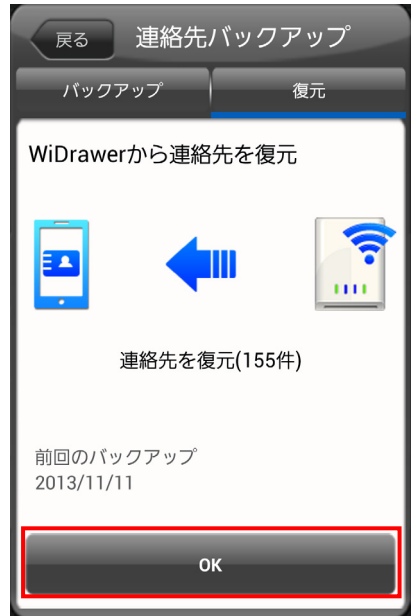 戻る
連絡先バックアップ
バックアップ
復元
WiDrawerから連絡先を復元
連絡先を復元(155件)
前回のバックアップ
2013/11/11
OK